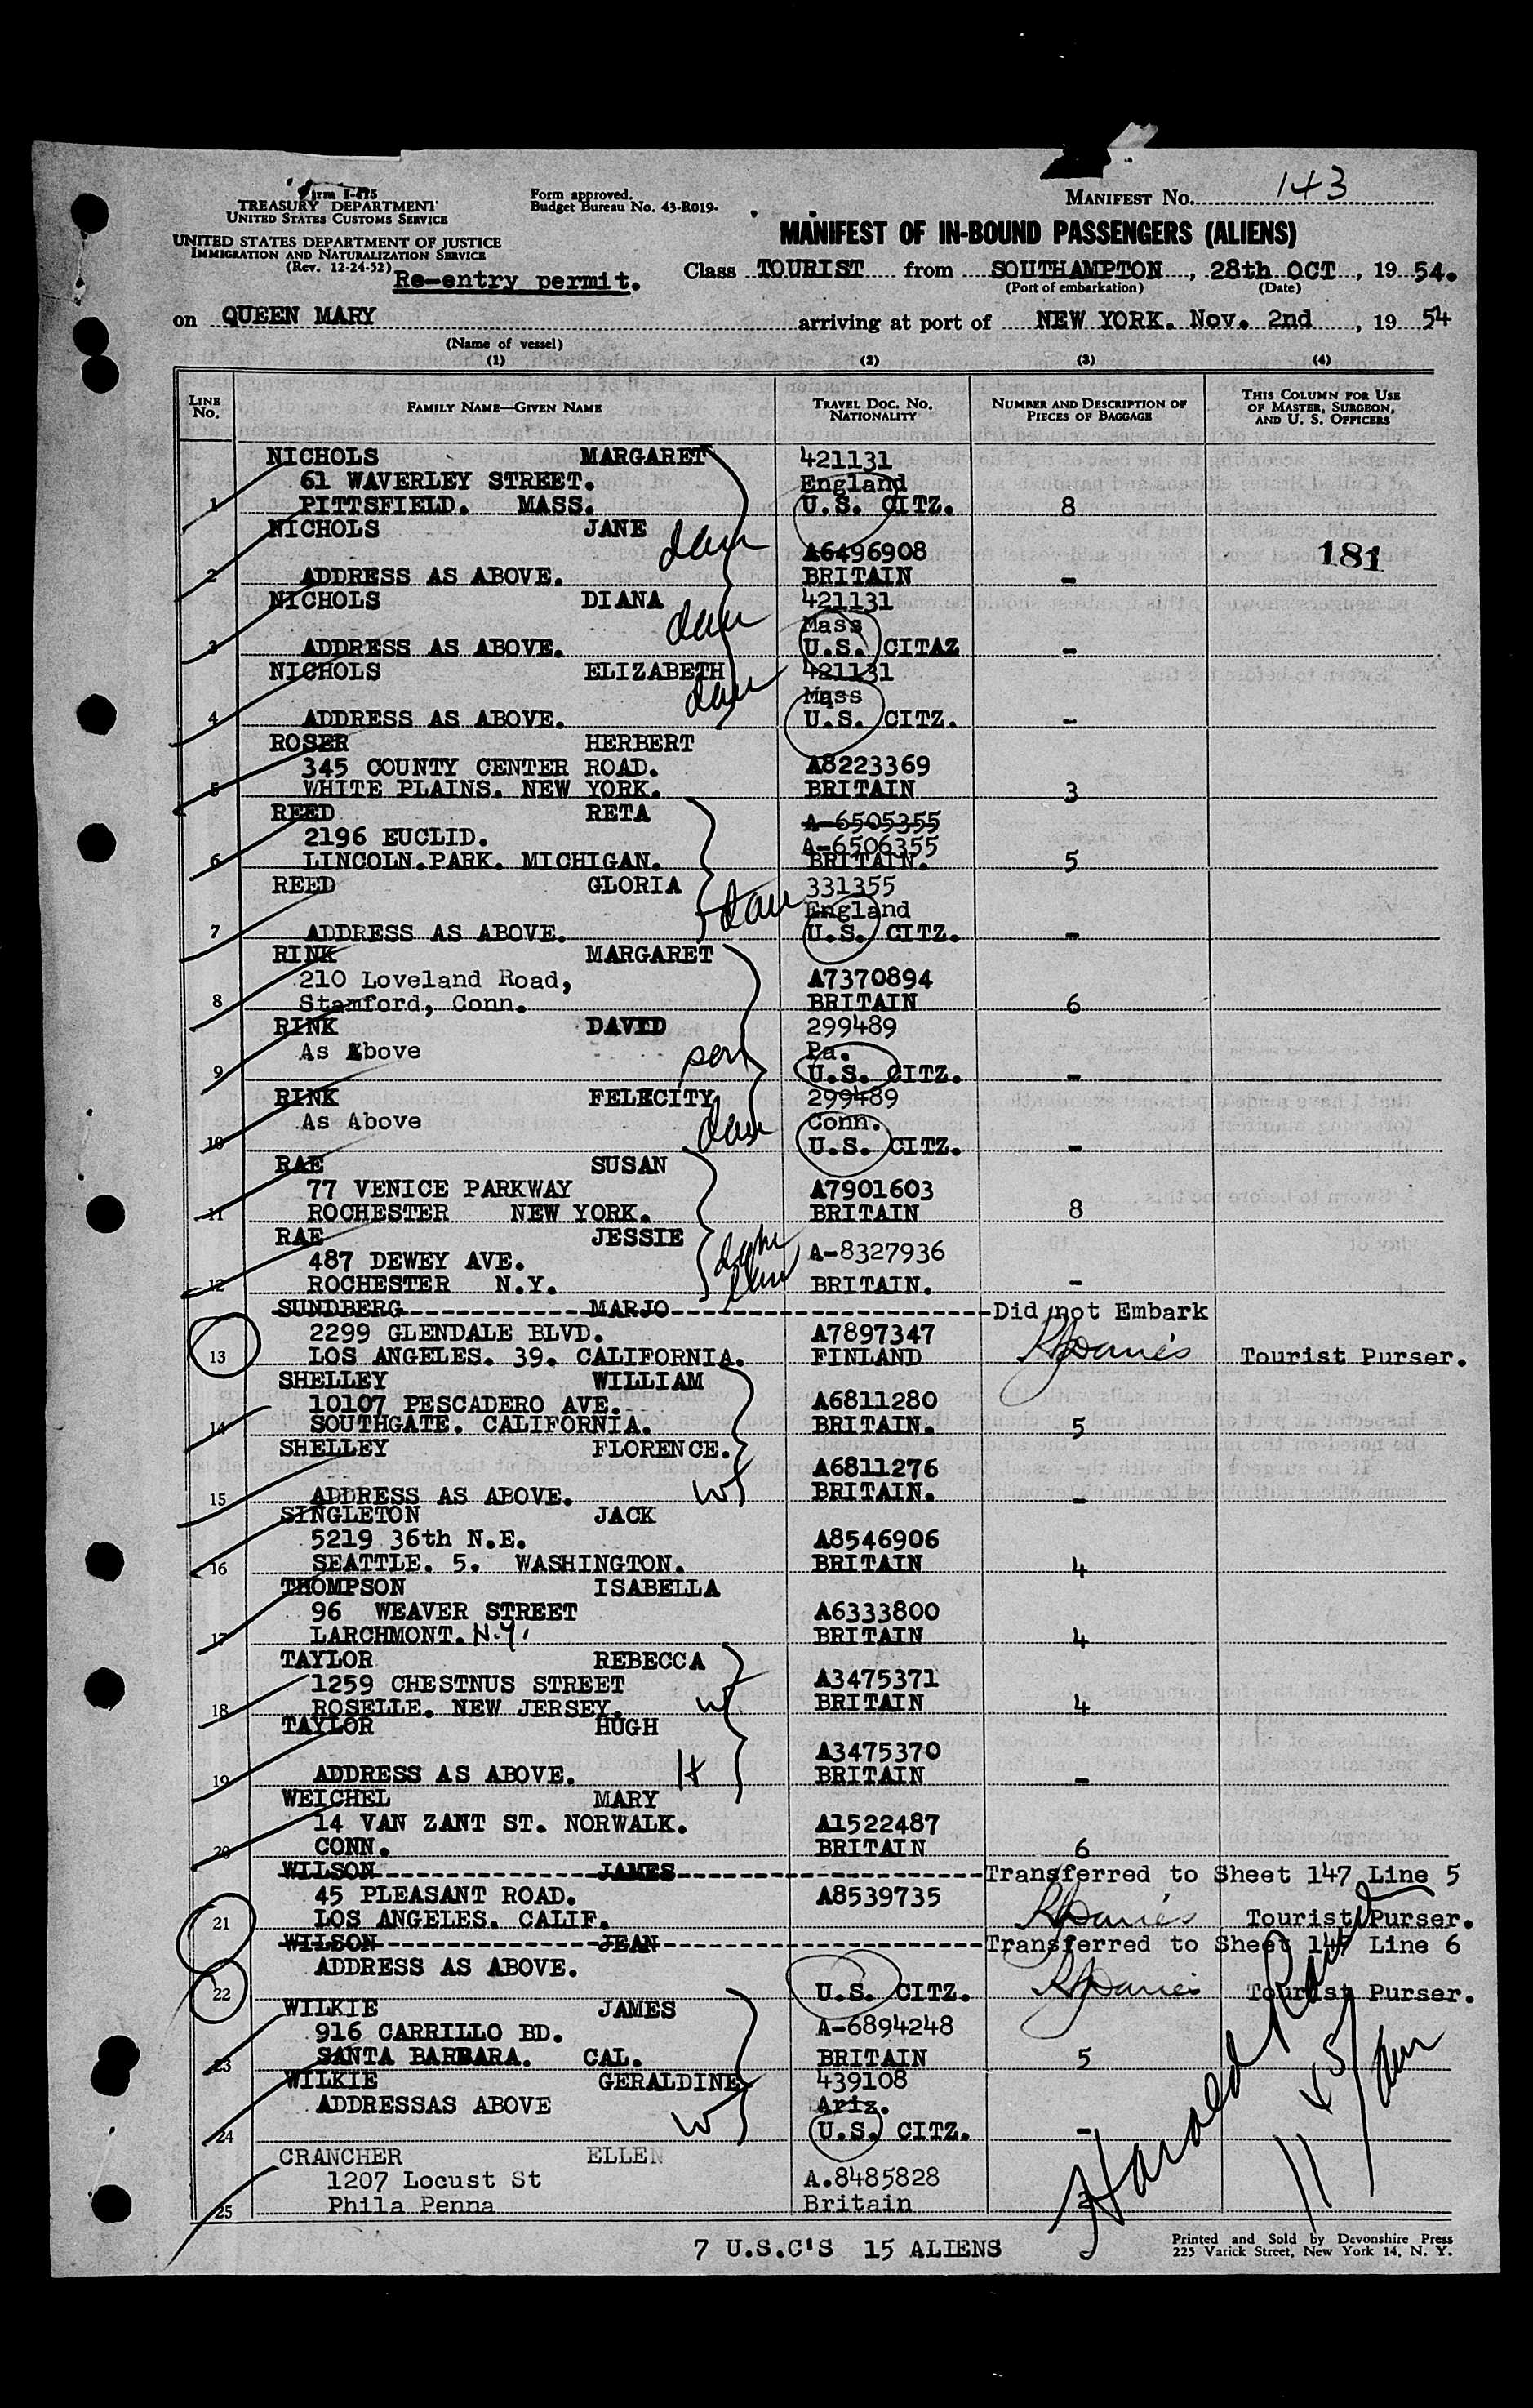 Form I-415
TREASURY DEPARTMENT
UNITED STATES CUSTOMS SERVICE
UNITED STATES DEPARTMENT OF JUSTICE
IMMIGRATION AND NATURALIZATION SERVICE
(Rev. 12-24-52)
Form approved.
Budget Bureau No. 43-R019-
MANIFEST NO. 143
MANIFEST OF IN-BOUND PASSENGERS (ALIENS)
Re-entry permit.
Class TOURIST from SOUTHAMPTON, 28th OCT, 19 54.
(Port of embarkation) (Date)
on QUEEN MARY arriving at port of NEW YORK. Nov. 2nd, 19 54
(Name of vessel)
(1) (2) (3) (4)
LINE No. FAMILY NAME—GIVEN NAME TRAVEL DOC. NO. NATIONALITY NUMBER AND DESCRIPTION OF PIECES OF BAGGAGE THIS COLUMN FOR USE OF MASTER, SURGEON, AND U. S. OFFICERS
NICHOLS MARGARET 421131
61 WAVERLEY STREET. England
1 PITTSFIELD. MASS. U.S. CITZ. 8
NICHOLS JANE dau
A6496908 181
2 ADDRESS AS ABOVE. BRITAIN -
NICHOLS DIANA 421131
dau Mass
3 ADDRESS AS ABOVE. U.S. CITAZ -
NICHOLS ELIZABETH 421131
dau Mass
4 ADDRESS AS ABOVE. U.S. CITZ. -
ROSER HERBERT
345 COUNTY CENTER ROAD. A8223369
5 WHITE PLAINS. NEW YORK. BRITAIN 3
REED RETA A-6505355
2196 EUCLID. A-6506355
6 LINCOLN.PARK. MICHIGAN. BRITAIN. 5
REED GLORIA 331355
dau England
7 ADDRESS AS ABOVE. U.S. CITZ. -
RINK MARGARET
210 Loveland Road, A7370894
8 Stamford, Conn. BRITAIN 6
RINK DAVID 299489
As Above son Pa.
9 U.S. CITZ. -
RINK FELECITY 299489
As Above dau Conn.
10 U.S. CITZ. -
RAE SUSAN
77 VENICE PARKWAY A7901603
11 ROCHESTER NEW YORK. BRITAIN 8
RAE JESSIE
487 DEWEY AVE. A-8327936
12 ROCHESTER N.Y. BRITAIN. -
SUNDBERG------------MARJO--------------------Did not Embark
2299 GLENDALE BLVD. A7897347
13 LOS ANGELES. 39. CALIFORNIA. FINLAND Tourist Purser.
SHELLEY WILLIAM
10107 PESCADERO AVE. A6811280
14 SOUTHGATE. CALIFORNIA. BRITAIN. 5
SHELLEY FLORENCE.
A6811276
15 ADDRESS AS ABOVE. wf BRITAIN. -
SINGLETON JACK
5219 36th N.E. A8546906
16 SEATTLE. 5. WASHINGTON. BRITAIN 4
THOMPSON ISABELLA
96 WEAVER STREET A6333800
17 LARCHMONT. N.Y. BRITAIN 4
TAYLOR REBECCA
1259 CHESTNUS STREET A3475371
18 ROSELLE. NEW JERSEY. wf BRITAIN 4
TAYLOR HUGH
A3475370
19 ADDRESS AS ABOVE. H BRITAIN -
WEICHEL MARY
14 VAN ZANT ST. NORWALK. A1522487
20 CONN. BRITAIN 6
WILSON--------------JAMES--------------------Transferred to Sheet 147 Line 5
45 PLEASANT ROAD. A8539735
21 LOS ANGELES. CALIF. Tourist Purser.
WILSON--------------JEAN--------------------Transferred to Sheet 147 Line 6
ADDRESS AS ABOVE.
22 U.S. CITZ. Tourist Purser.
WILKIE JAMES
916 CARRILLO BD. A-6894248
23 SANTA BARBARA. CAL. BRITAIN 5
WILKIE GERALDINE 439108
ADDRESSAS ABOVE Ariz.
24 wf U.S. CITZ. -
CRANCHER ELLEN
1207 Locust St A.8485828
25 Phila Penna Britain 2
Harold
7 U.S.C'S 15 ALIENS
Printed and Sold by Devonshire Press
225 Varick Street, New York 14, N. Y.